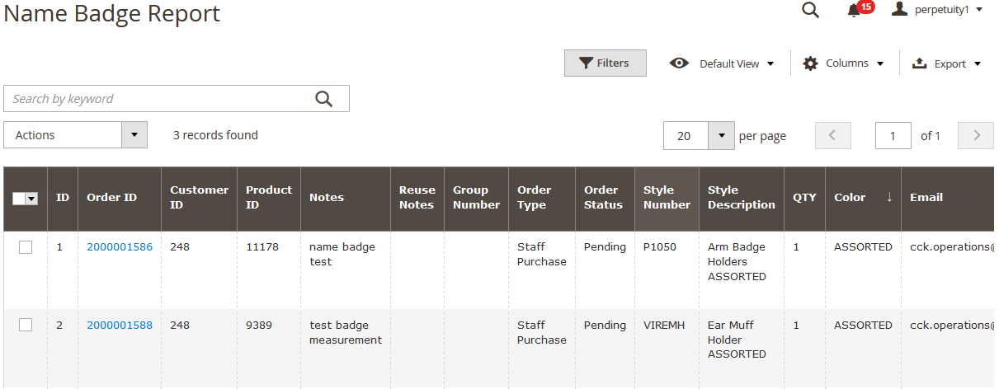 Name Badge Report
15
perpetuity1
Filters
Default View
Columns
Export
Search by keyword
Actions
3 records found
20
per page
1
of 1
ID
Order ID
Customer
ID
Product
ID
Notes
Reuse
Notes
Group
Number
Order
Type
Order
Status
Style
Number
Style
Description
QTY
Color
↓
Email
1
2000001586
248
11178
name badge
test
Staff
Purchase
Pending
P1050
Arm Badge
Holders
ASSORTED
1
ASSORTED
cck.operations@
2
2000001588
248
9389
test badge
measurement
Staff
Purchase
Pending
VIREMH
Ear Muff
Holder
ASSORTED
1
ASSORTED
cck.operations@